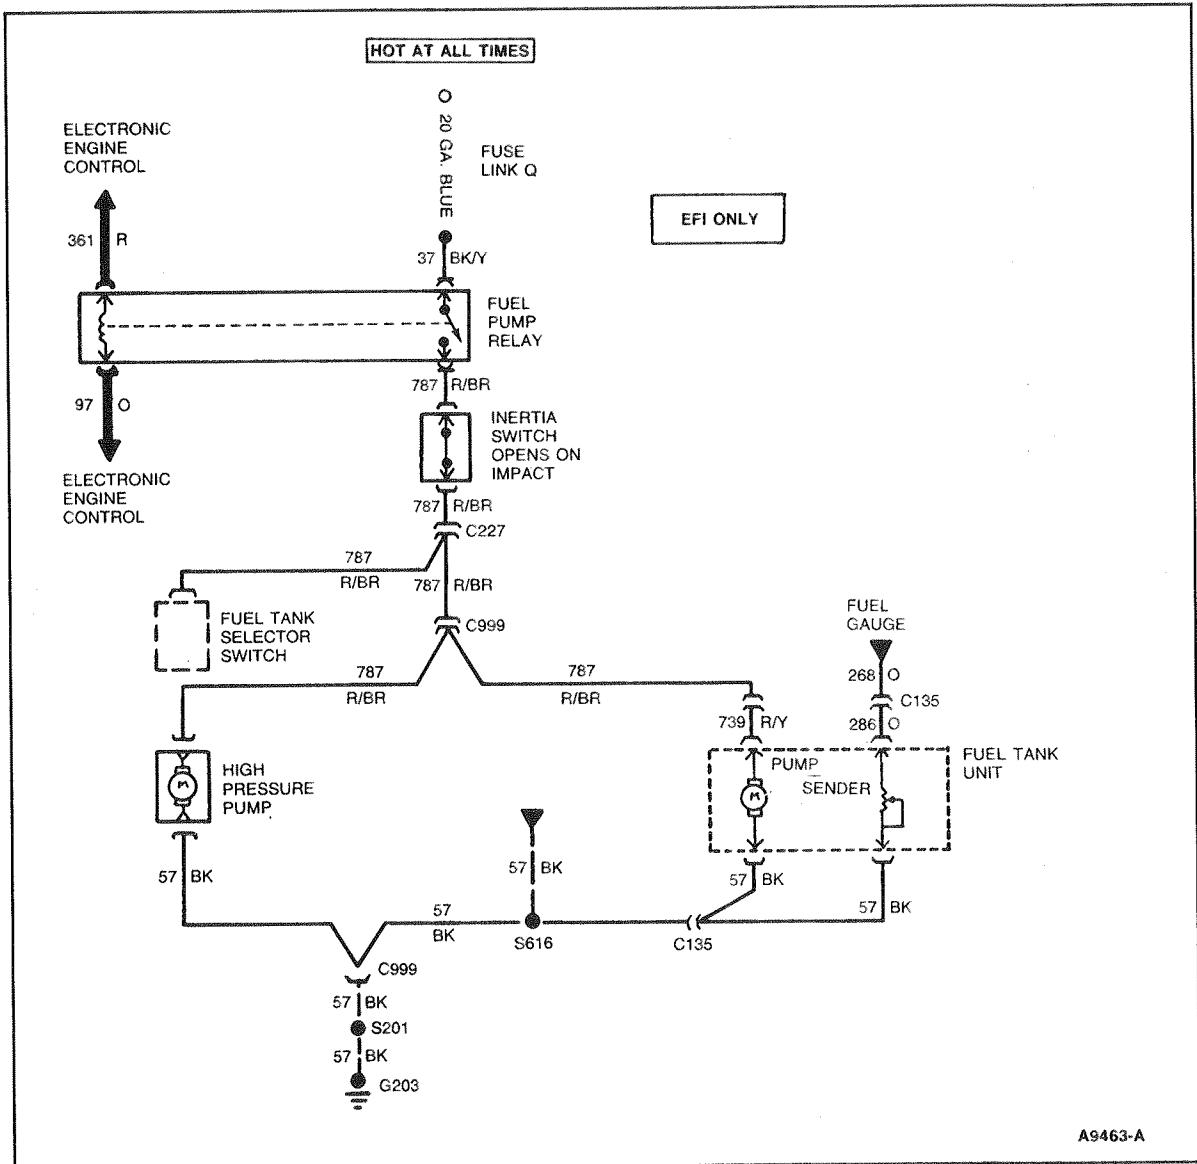 HOT AT ALL TIMES
O
20 GA. BLUE
FUSE
LINK Q
ELECTRONIC
ENGINE
CONTROL
EFI ONLY
361 R
37 BK/Y
FUEL
PUMP
RELAY
787 R/BR
97 O
INERTIA
SWITCH
OPENS ON
IMPACT
ELECTRONIC
ENGINE
CONTROL
787 R/BR
C227
787
R/BR
787 R/BR
FUEL TANK
SELECTOR
SWITCH
C999
FUEL
GAUGE
787
R/BR
787
R/BR
268 O
C135
739 R/Y
286 O
FUEL TANK
UNIT
PUMP
SENDER
M
HIGH
PRESSURE
PUMP
M
57 BK
57 BK
57 BK
57 BK
57
BK
S616
C135
C999
57 BK
S201
57 BK
G203
A9463-A